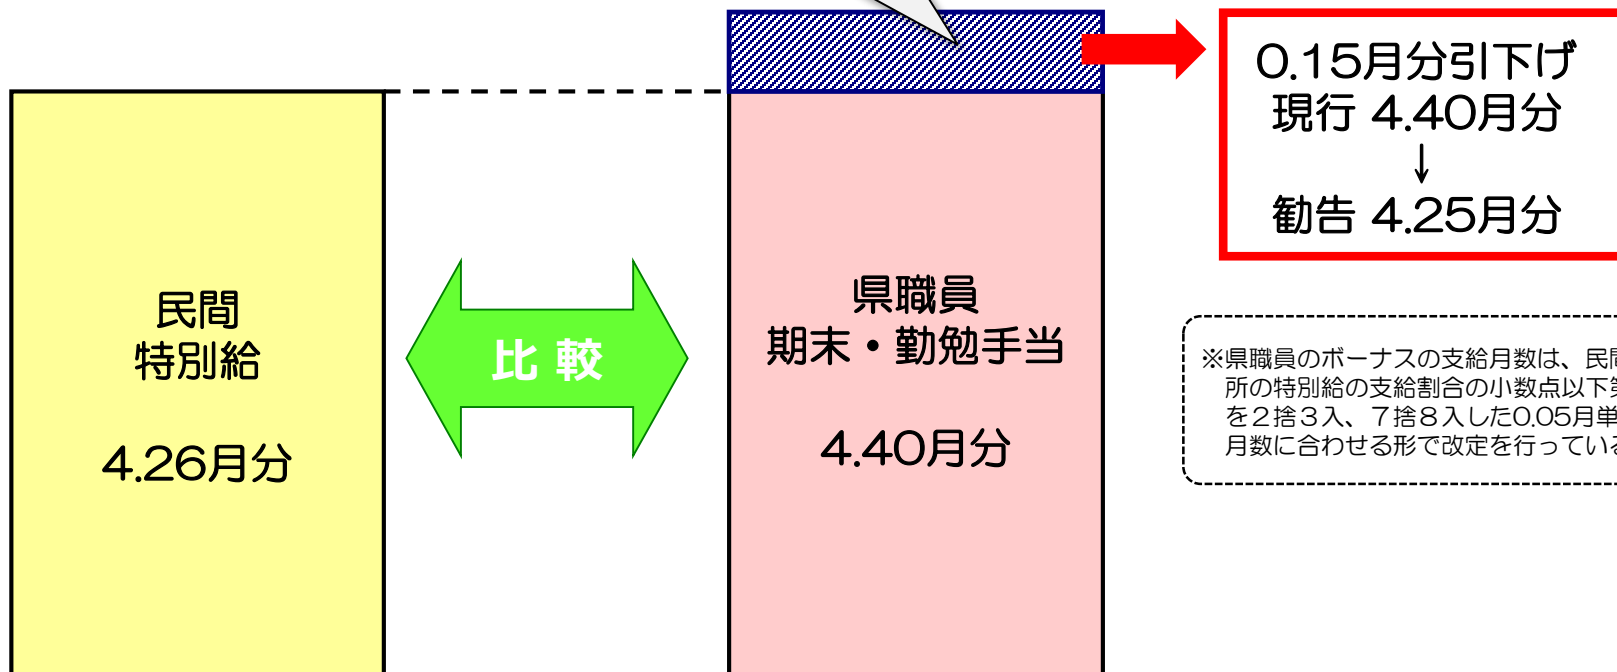 0.15月分引下げ
現行 4.40月分
↓
勧告 4.25月分
民間
特別給
4.26月分
比 較
県職員
期末・勤勉手当
4.40月分
※県職員のボーナスの支給月数は、民
所の特別給の支給割合の小数点以下
を２捨３入、７捨８入した0.05月単
月数に合わせる形で改定を行ってい